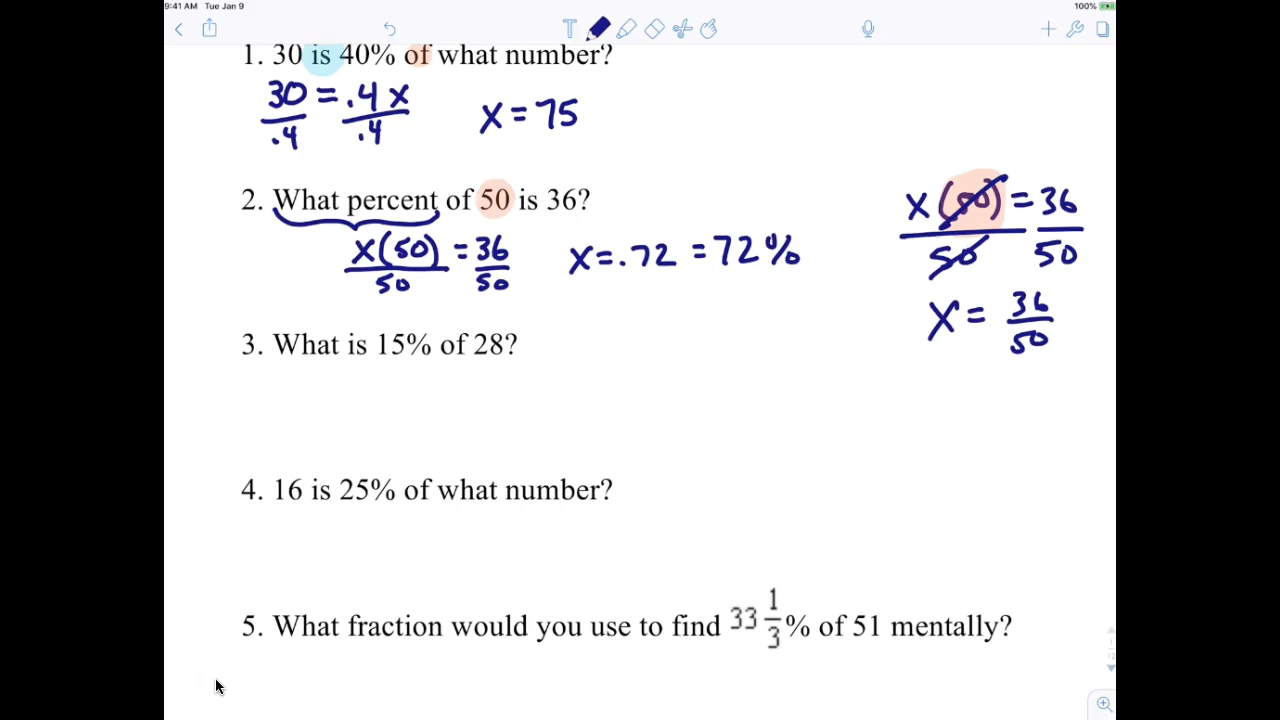 9:41 AM Tue Jan 9
100%
T
1. 30 is 40% of what number?
30 = .4x
.4 .4
x = 75
2. What percent of 50 is 36?
x(50) = 36
50 50
x = .72 = 72%
x(50) = 36
50 50
x = 36
50
3. What is 15% of 28?
4. 16 is 25% of what number?
5. What fraction would you use to find 33 1/3 % of 51 mentally?